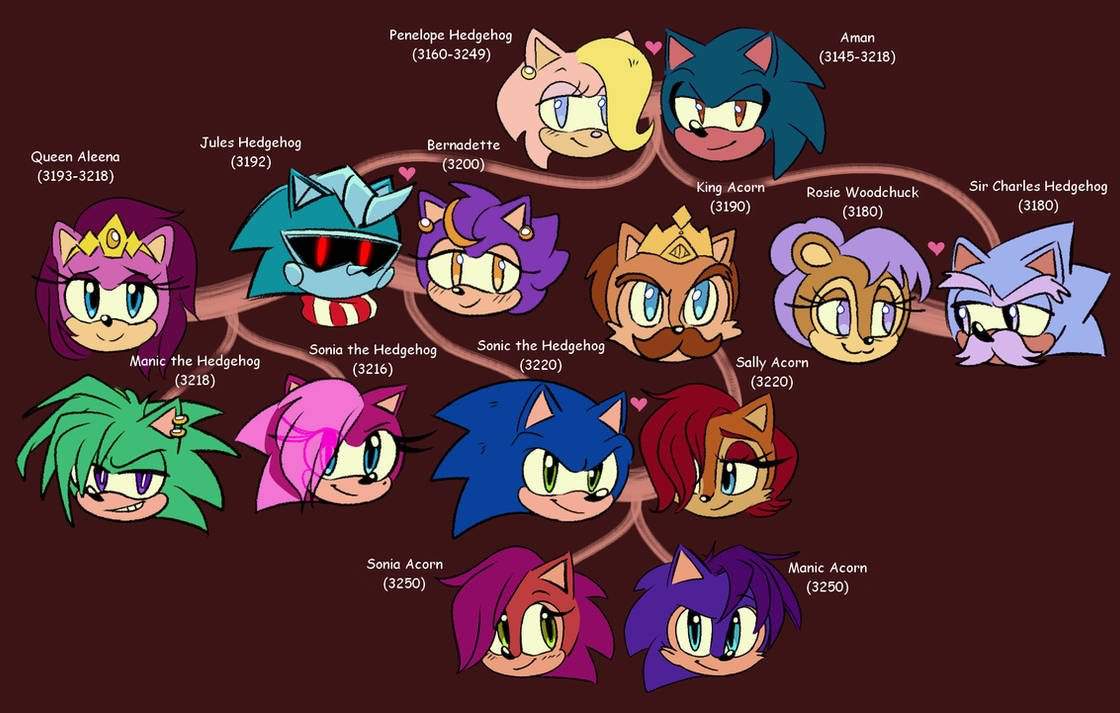 Penelope Hedgehog
(3160-3249)
Aman
(3145-3218)
Queen Aleena
(3193-3218)
Jules Hedgehog
(3192)
Bernadette
(3200)
King Acorn
(3190)
Rosie Woodchuck
(3180)
Sir Charles Hedgehog
(3180)
Manic the Hedgehog
(3218)
Sonia the Hedgehog
(3216)
Sonic the Hedgehog
(3220)
Sally Acorn
(3220)
Sonia Acorn
(3250)
Manic Acorn
(3250)